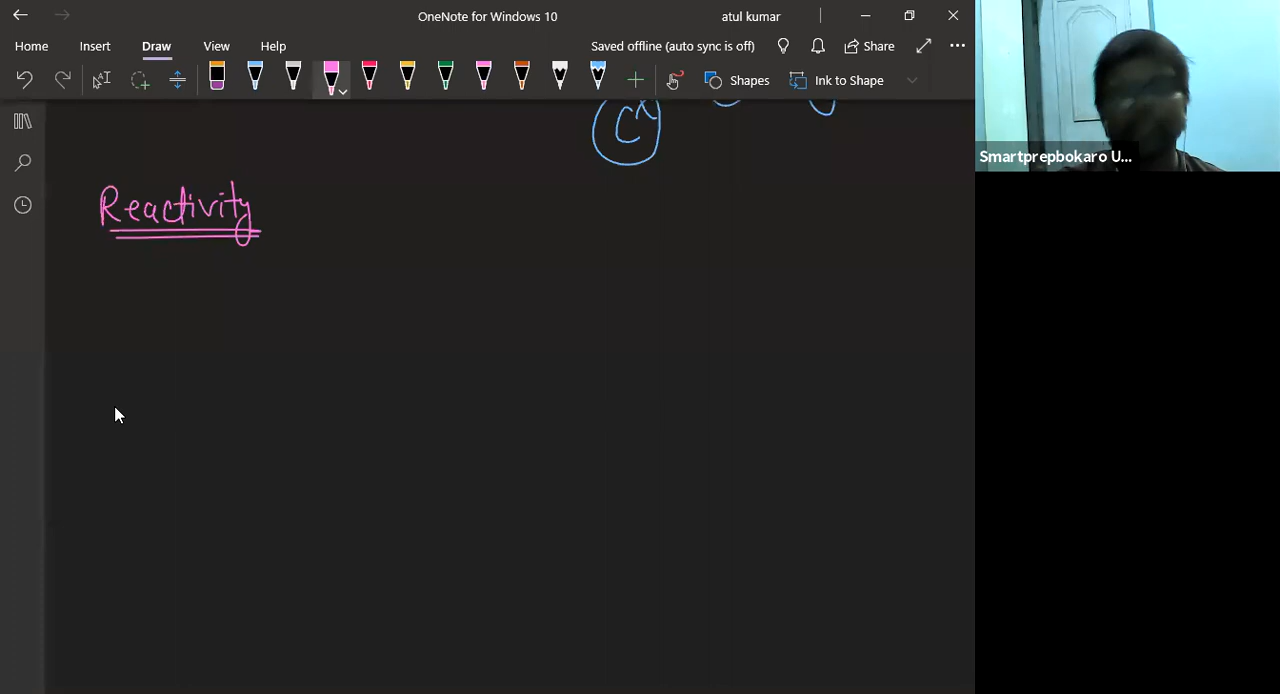 OneNote for Windows 10
atul kumar
Home Insert Draw View Help
Saved offline (auto sync is off)
Share
Shapes
Ink to Shape
Reactivity
Smartprepbokaro U...